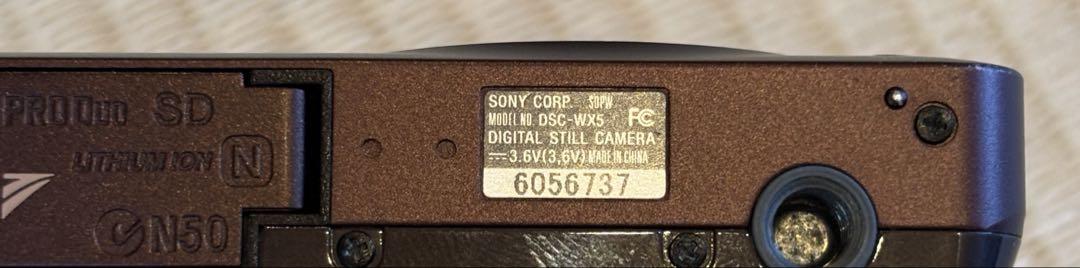 PRO Duo SD
LITHIUM ION N
N50
SONY CORP. SOPW
MODEL NO. DSC-WX5 FC
DIGITAL STILL CAMERA
3.6V(3,6V) MADE IN CHINA
6056737